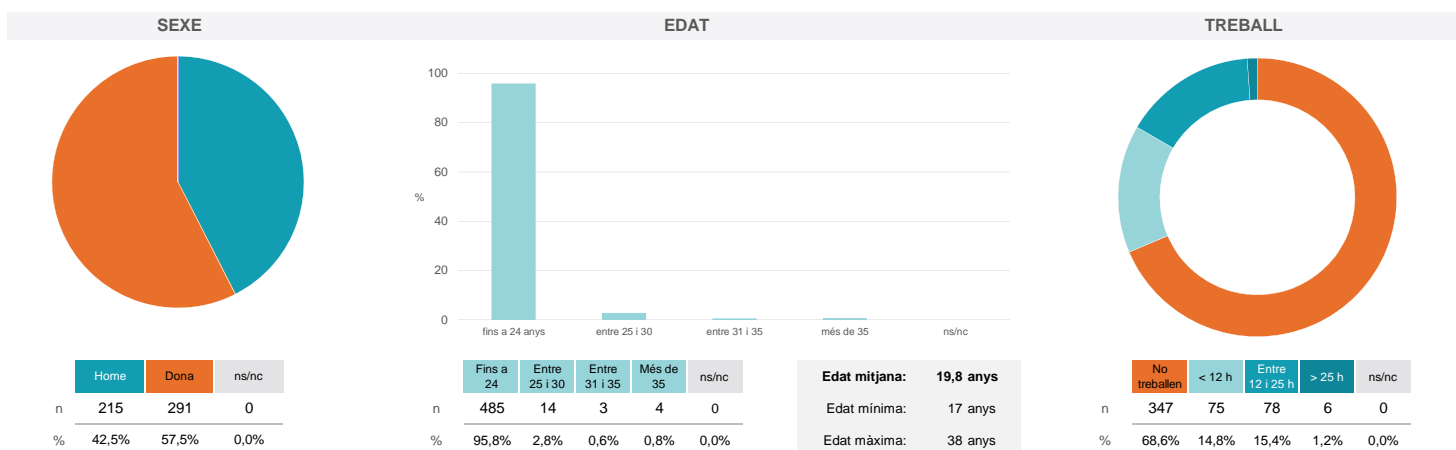 SEXE
EDAT
TREBALL
100
80
60
%
40
20
0
fins a 24 anys
entre 25 i 30
entre 31 i 35
més de 35
ns/nc
Home Dona ns/nc
n 215 291 0
% 42,5% 57,5% 0,0%
Fins a 24 Entre 25 i 30 Entre 31 i 35 Més de 35 ns/nc
n 485 14 3 4 0
% 95,8% 2,8% 0,6% 0,8% 0,0%
Edat mitjana: 19,8 anys
Edat mínima: 17 anys
Edat màxima: 38 anys
No treballen < 12 h Entre 12 i 25 h > 25 h ns/nc
n 347 75 78 6 0
% 68,6% 14,8% 15,4% 1,2% 0,0%